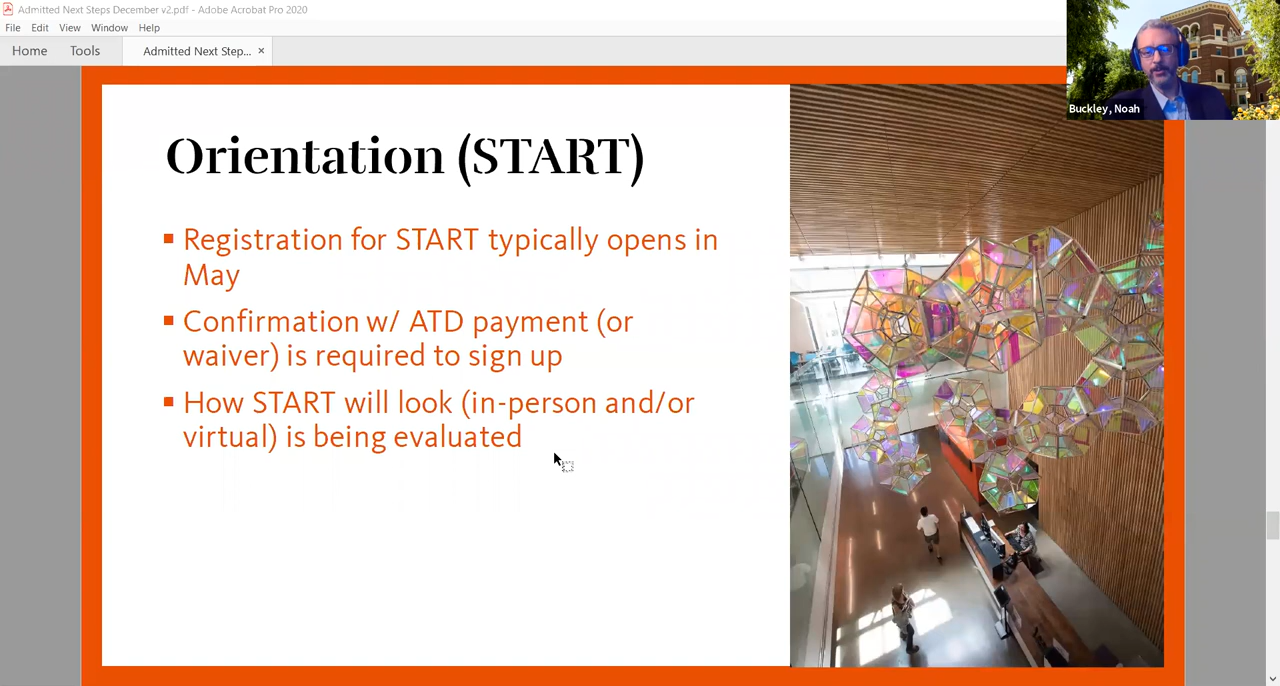 Admitted Next Steps December v2.pdf - Adobe Acrobat Pro 2020
File Edit View Window Help
Home Tools Admitted Next Step... ×
Buckley, Noah
Orientation (START)
▪ Registration for START typically opens in
May
▪ Confirmation w/ ATD payment (or
waiver) is required to sign up
▪ How START will look (in-person and/or
virtual) is being evaluated